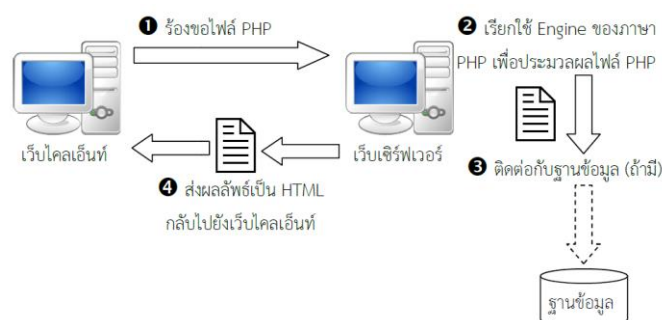 ❶ ร้องขอไฟล์ PHP
❷ เรียกใช้ Engine ของภาษา
PHP เพื่อประมวลผลไฟล์ PHP
เว็บไคลเอ็นท์
เว็บเซิร์ฟเวอร์
❸ ติดต่อกับฐานข้อมูล (ถ้ามี)
❹ ส่งผลลัพธ์เป็น HTML
กลับไปยังเว็บไคลเอ็นท์
ฐานข้อมูล